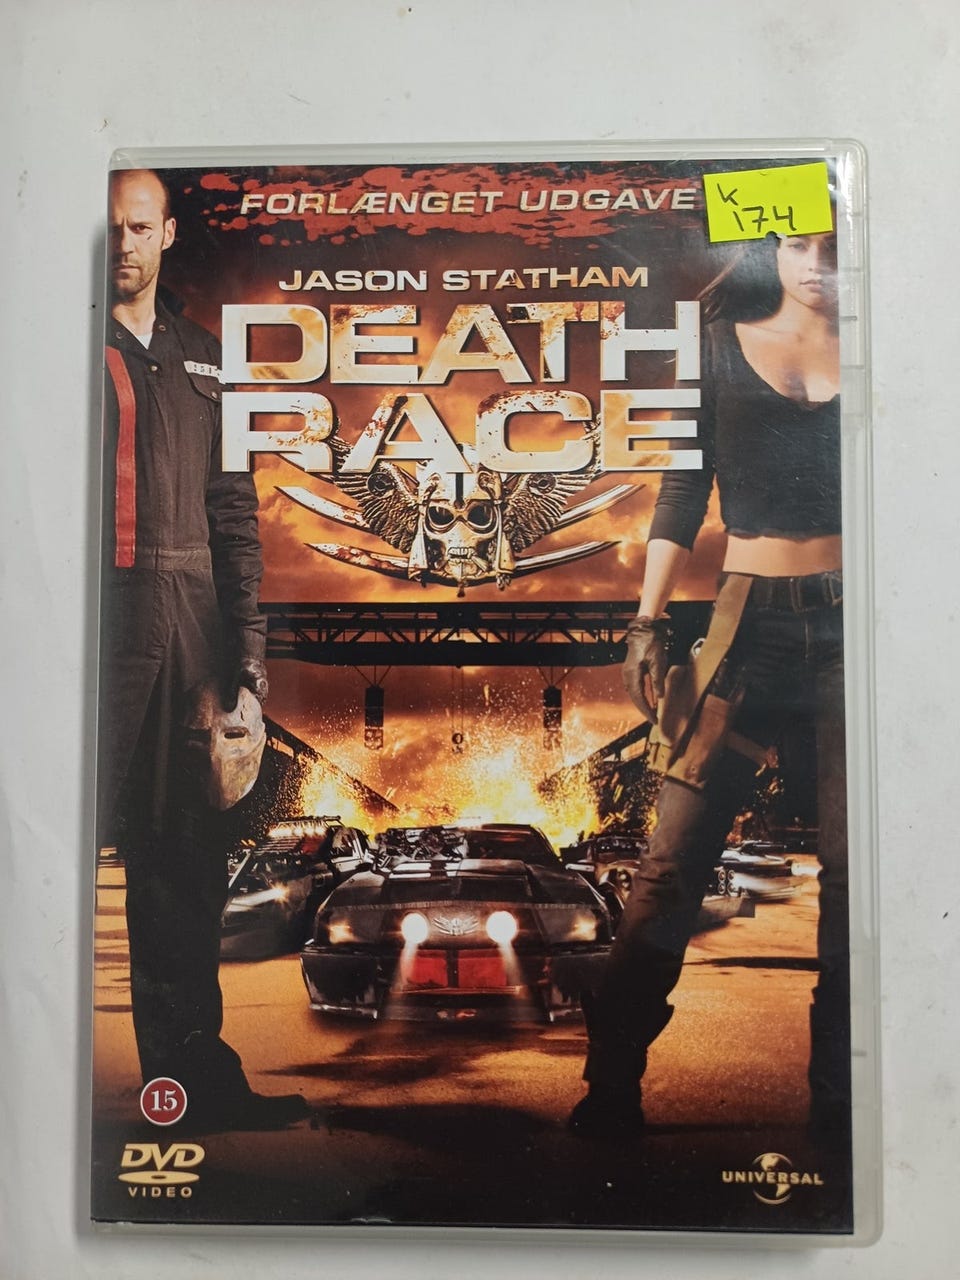 FORLÆNGET UDGAVE
K
174
JASON STATHAM
DEATH
RACE
15
DVD
VIDEO
UNIVERSAL